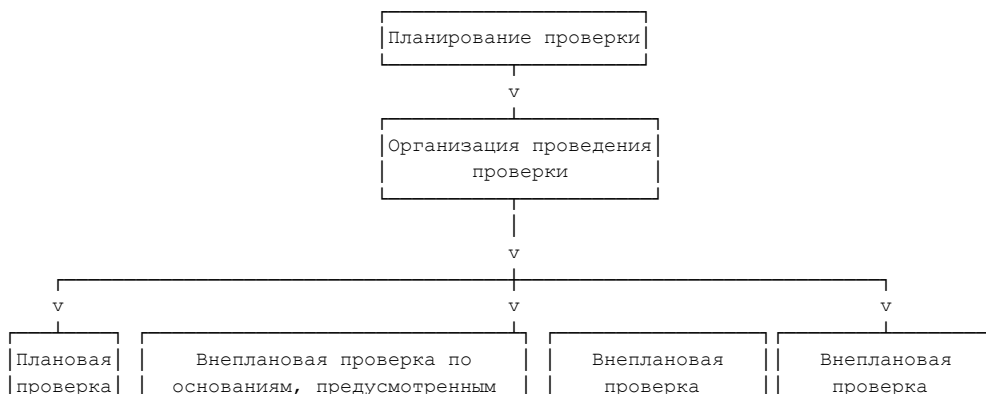 Планирование проверки
v
Организация проведения
проверки
v
v v v
Плановая Внеплановая проверка по Внеплановая Внеплановая
проверка основаниям, предусмотренным проверка проверка